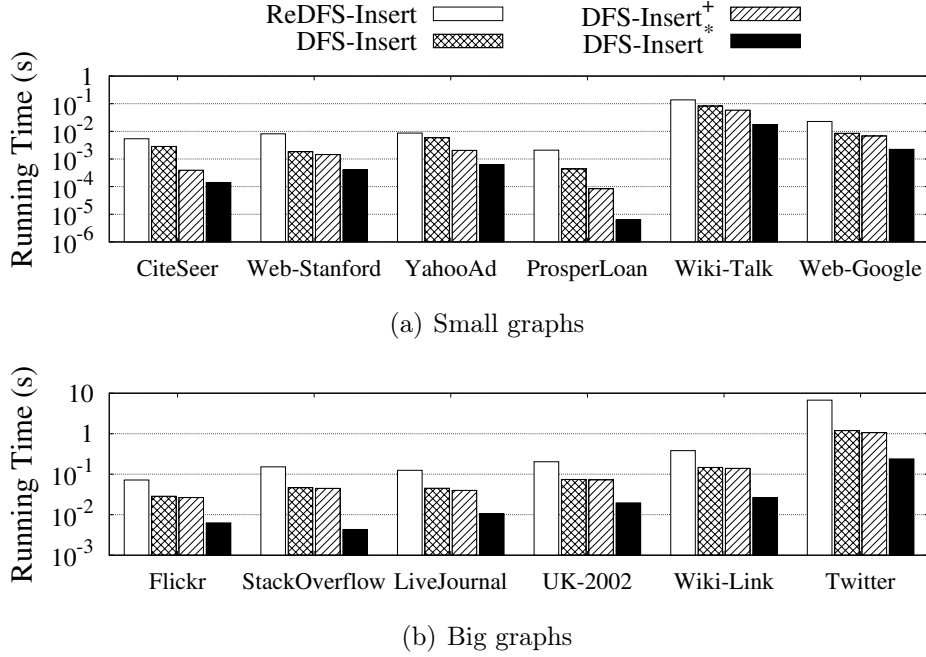 ReDFS-Insert
DFS-Insert
DFS-Insert+
DFS-Insert*
Running Time (s)
1
10-1
10-2
10-3
10-4
10-5
10-6
CiteSeer Web-Stanford YahooAd ProsperLoan Wiki-Talk Web-Google
(a) Small graphs
Running Time (s)
10
1
10-1
10-2
10-3
Flickr StackOverflow LiveJournal UK-2002 Wiki-Link Twitter
(b) Big graphs